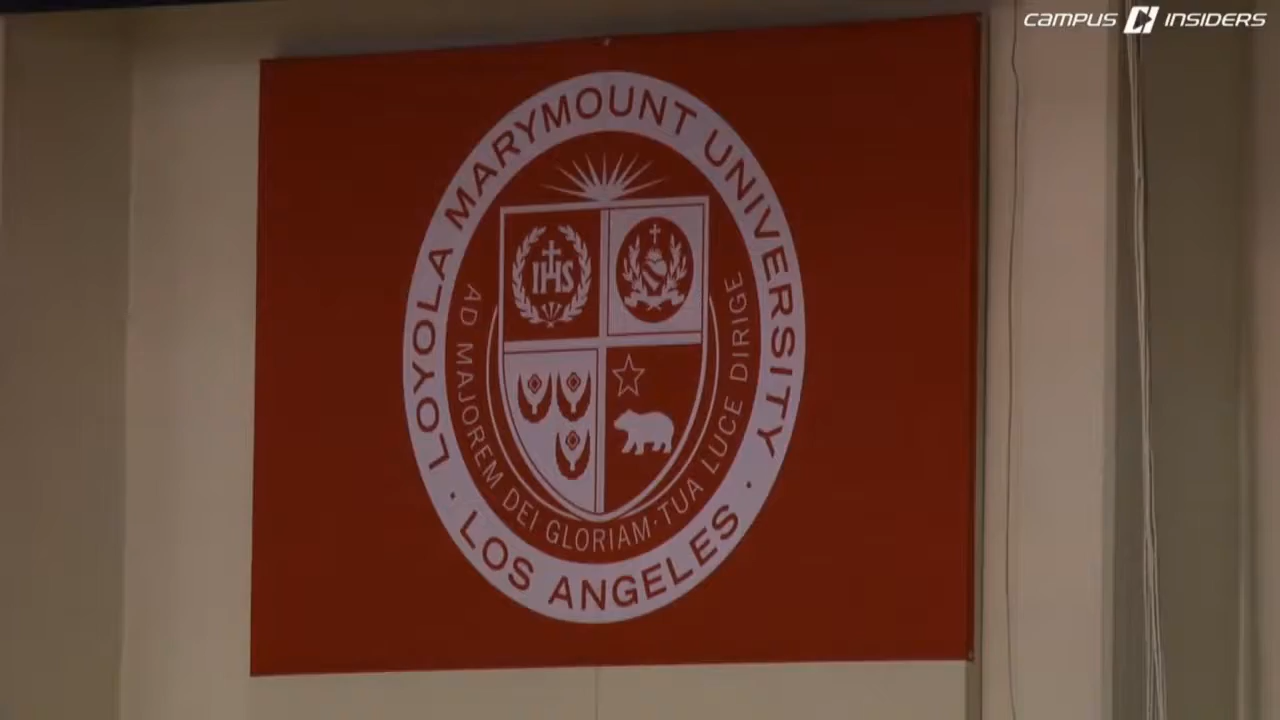 CAMPUS INSIDERS
LOYOLA MARYMOUNT UNIVERSITY
· LOS ANGELES ·
IHS
AD MAJOREM DEI GLORIAM · TUA LUCE DIRIGE